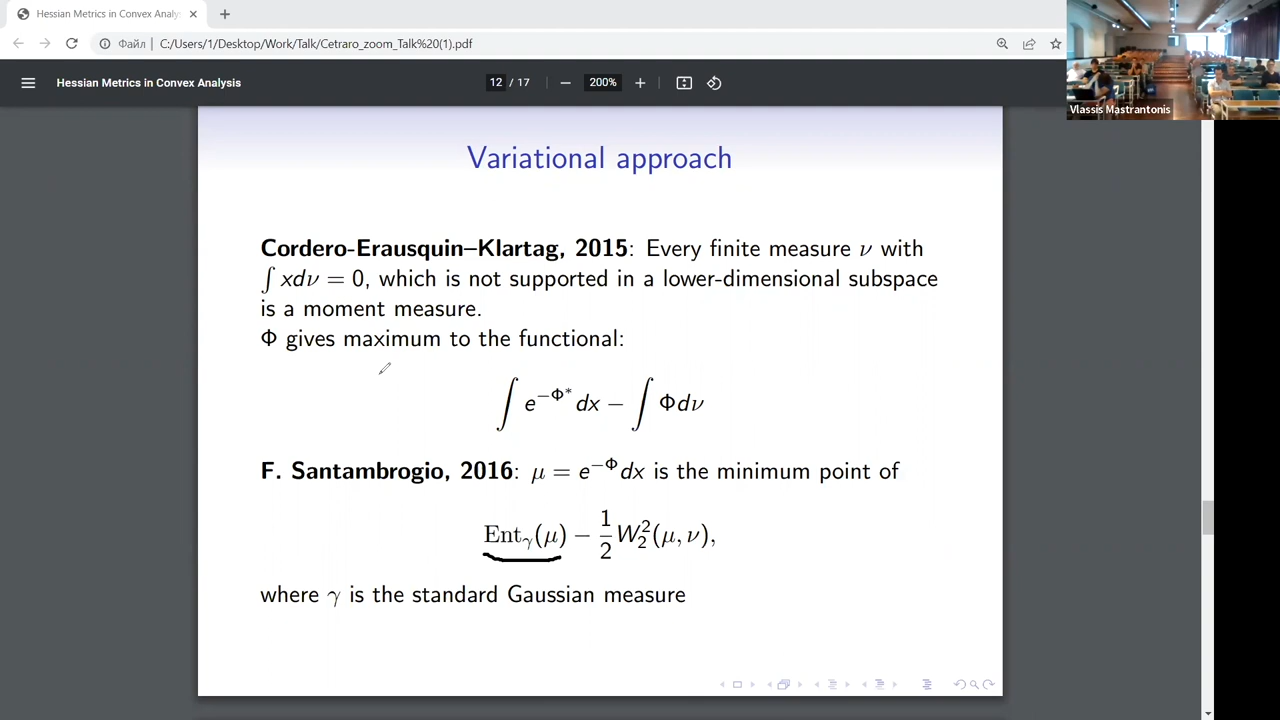 Hessian Metrics in Convex Analysis
Файл | C:/Users/1/Desktop/Work/Talk/Cetraro_zoom_Talk%20(1).pdf
Hessian Metrics in Convex Analysis
12 / 17
200%
Vlassis Mastrantonis
Variational approach
Cordero-Erausquin–Klartag, 2015: Every finite measure ν with
∫ xdν = 0, which is not supported in a lower-dimensional subspace
is a moment measure.
Φ gives maximum to the functional:
∫ e^{−Φ*} dx − ∫ Φdν
F. Santambrogio, 2016: μ = e^{−Φ}dx is the minimum point of
Ent_γ(μ) − 1/2 W_2^2(μ, ν),
where γ is the standard Gaussian measure